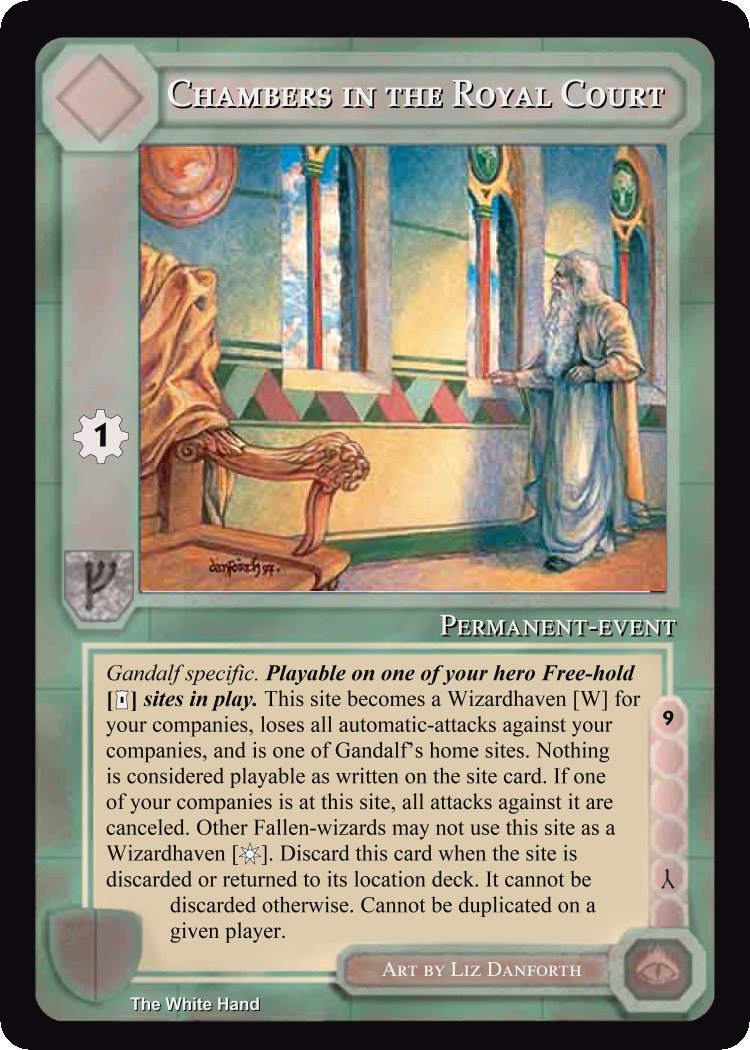 Chambers in the Royal Court
1
danforth 97.
Permanent-event
Gandalf specific. Playable on one of your hero Free-hold
[] sites in play. This site becomes a Wizardhaven [W] for
your companies, loses all automatic-attacks against your
companies, and is one of Gandalf's home sites. Nothing
is considered playable as written on the site card. If one
of your companies is at this site, all attacks against it are
canceled. Other Fallen-wizards may not use this site as a
Wizardhaven []. Discard this card when the site is
discarded or returned to its location deck. It cannot be
discarded otherwise. Cannot be duplicated on a
given player.
9
Art by Liz Danforth
The White Hand